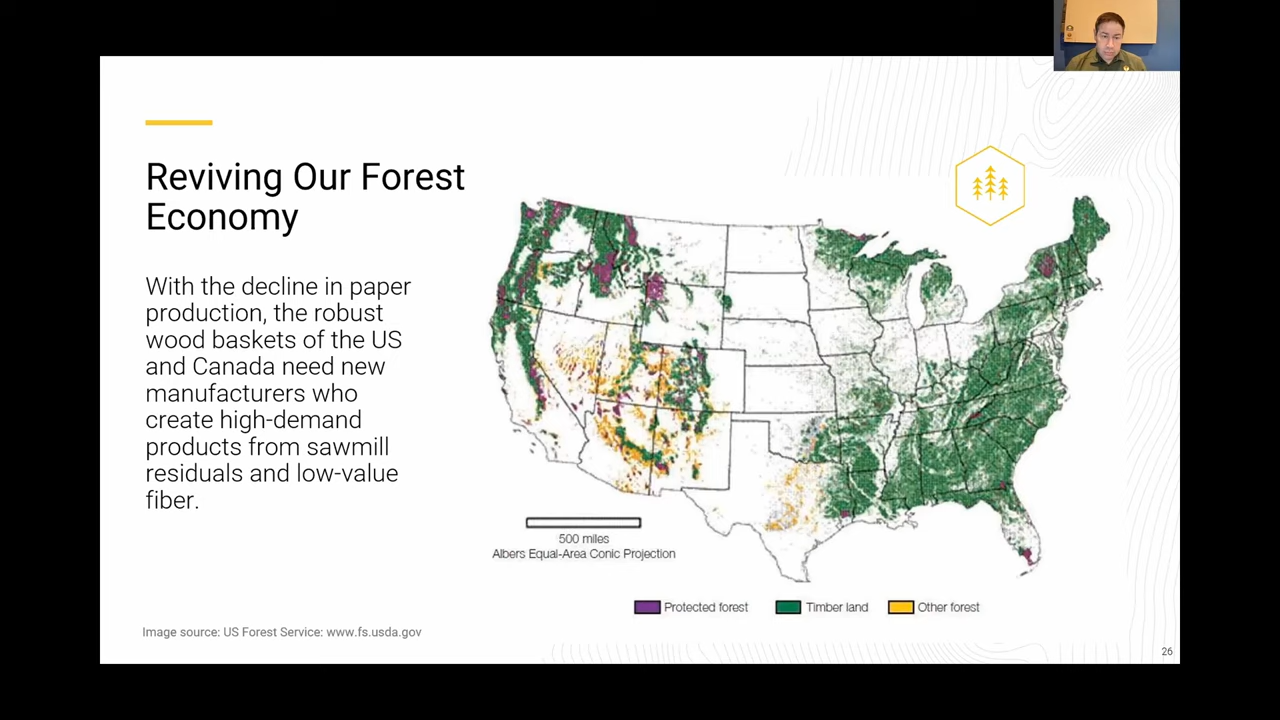 Reviving Our Forest
Economy
With the decline in paper
production, the robust
wood baskets of the US
and Canada need new
manufacturers who
create high-demand
products from sawmill
residuals and low-value
fiber.
500 miles
Albers Equal-Area Conic Projection
Protected forest Timber land Other forest
Image source: US Forest Service: www.fs.usda.gov
26